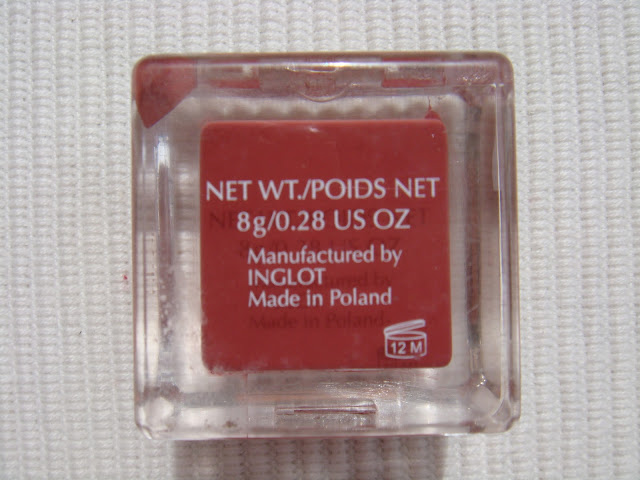 NET WT./POIDS NET
8g/0.28 US OZ
Manufactured by
INGLOT
Made in Poland
12 M